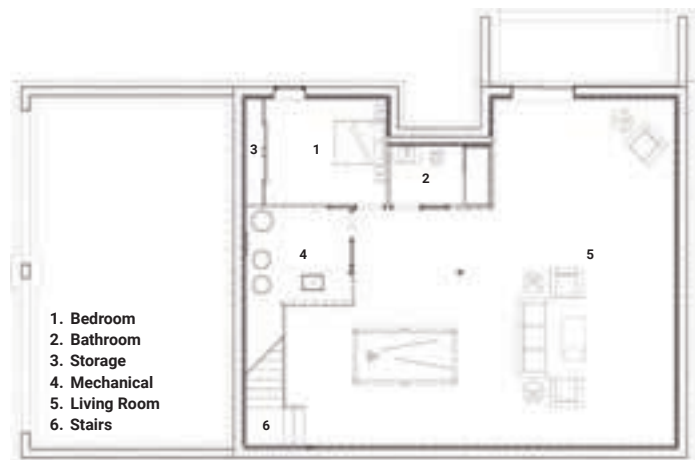 3
1
2
4
5
1. Bedroom
2. Bathroom
3. Storage
4. Mechanical
5. Living Room
6. Stairs
6